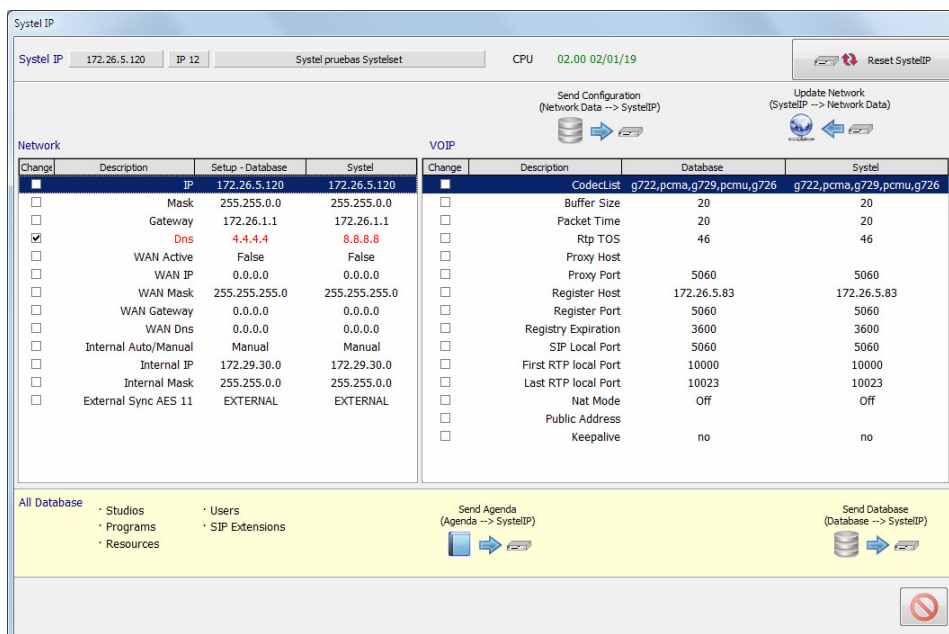 Systel IP
Systel IP 172.26.5.120 IP 12 Systel pruebas Systelset CPU 02.00 02/01/19 Reset SystelIP
Send Configuration
(Network Data --> SystelIP)
Update Network
(SystelIP --> Network Data)
Network
Change Description Setup - Database Systel
IP 172.26.5.120 172.26.5.120
Mask 255.255.0.0 255.255.0.0
Gateway 172.26.1.1 172.26.1.1
Dns 4.4.4.4 8.8.8.8
WAN Active False False
WAN IP 0.0.0.0 0.0.0.0
WAN Mask 255.255.255.0 255.255.255.0
WAN Gateway 0.0.0.0 0.0.0.0
WAN Dns 0.0.0.0 0.0.0.0
Internal Auto/Manual Manual Manual
Internal IP 172.29.30.0 172.29.30.0
Internal Mask 255.255.0.0 255.255.0.0
External Sync AES 11 EXTERNAL EXTERNAL
VOIP
Change Description Database Systel
CodecList g722,pcma,g729,pcmu,g726 g722,pcma,g729,pcmu,g726
Buffer Size 20 20
Packet Time 20 20
Rtp TOS 46 46
Proxy Host
Proxy Port 5060 5060
Register Host 172.26.5.83 172.26.5.83
Register Port 5060 5060
Registry Expiration 3600 3600
SIP Local Port 5060 5060
First RTP local Port 10000 10000
Last RTP local Port 10023 10023
Nat Mode Off Off
Public Address
Keepalive no no
All Database
· Studios
· Programs
· Resources
· Users
· SIP Extensions
Send Agenda
(Agenda --> SystelIP)
Send Database
(Database --> SystelIP)